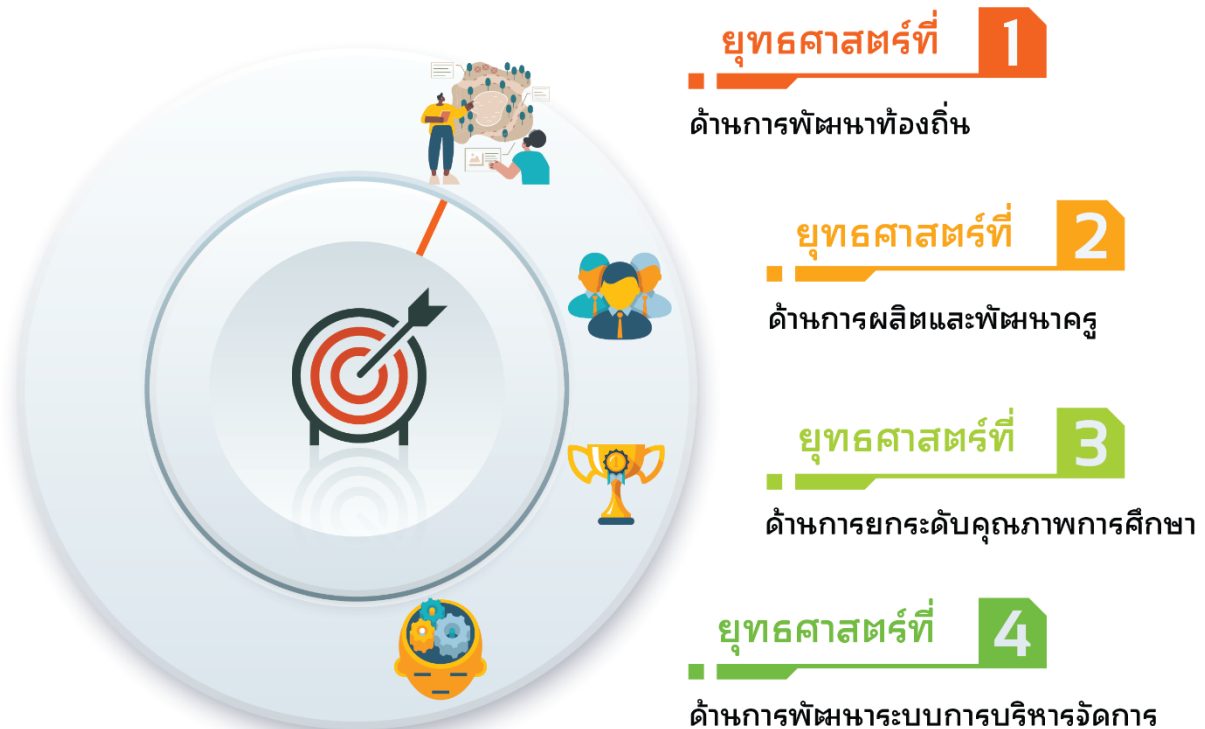 ยุทธศาสตร์ที่ 1
ด้านการพัฒนาท้องถิ่น
ยุทธศาสตร์ที่ 2
ด้านการผลิตและพัฒนาครู
ยุทธศาสตร์ที่ 3
ด้านการยกระดับคุณภาพการศึกษา
ยุทธศาสตร์ที่ 4
ด้านการพัฒนาระบบการบริหารจัดการ